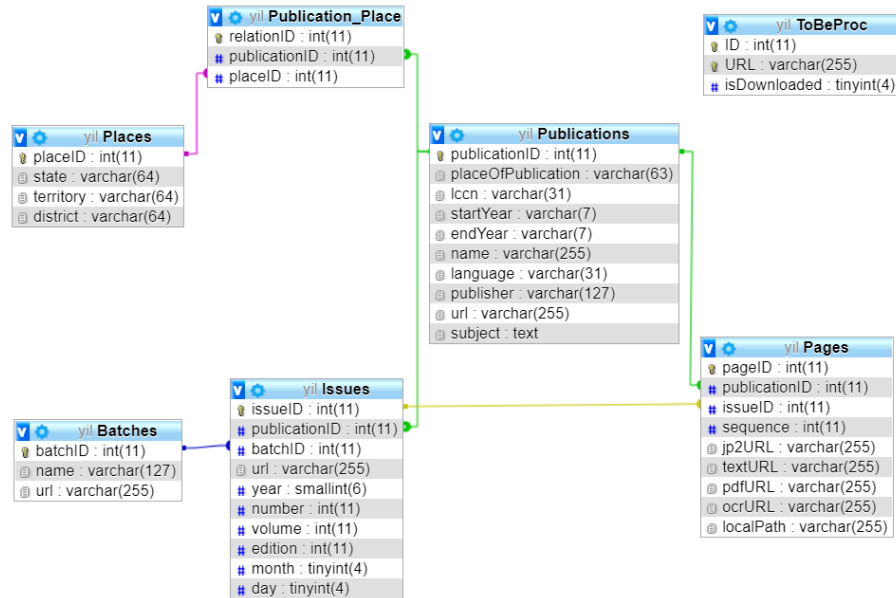 yil Publication_Place
relationID : int(11)
publicationID : int(11)
placeID : int(11)
yil ToBeProc
ID : int(11)
URL : varchar(255)
isDownloaded : tinyint(4)
yil Places
placeID : int(11)
state : varchar(64)
territory : varchar(64)
district : varchar(64)
yil Publications
publicationID : int(11)
placeOfPublication : varchar(63)
lccn : varchar(31)
startYear : varchar(7)
endYear : varchar(7)
name : varchar(255)
language : varchar(31)
publisher : varchar(127)
url : varchar(255)
subject : text
yil Pages
pageID : int(11)
publicationID : int(11)
issueID : int(11)
sequence : int(11)
jp2URL : varchar(255)
textURL : varchar(255)
pdfURL : varchar(255)
ocrURL : varchar(255)
localPath : varchar(255)
yil Issues
issueID : int(11)
publicationID : int(11)
batchID : int(11)
url : varchar(255)
year : smallint(6)
number : int(11)
volume : int(11)
edition : int(11)
month : tinyint(4)
day : tinyint(4)
yil Batches
batchID : int(11)
name : varchar(127)
url : varchar(255)